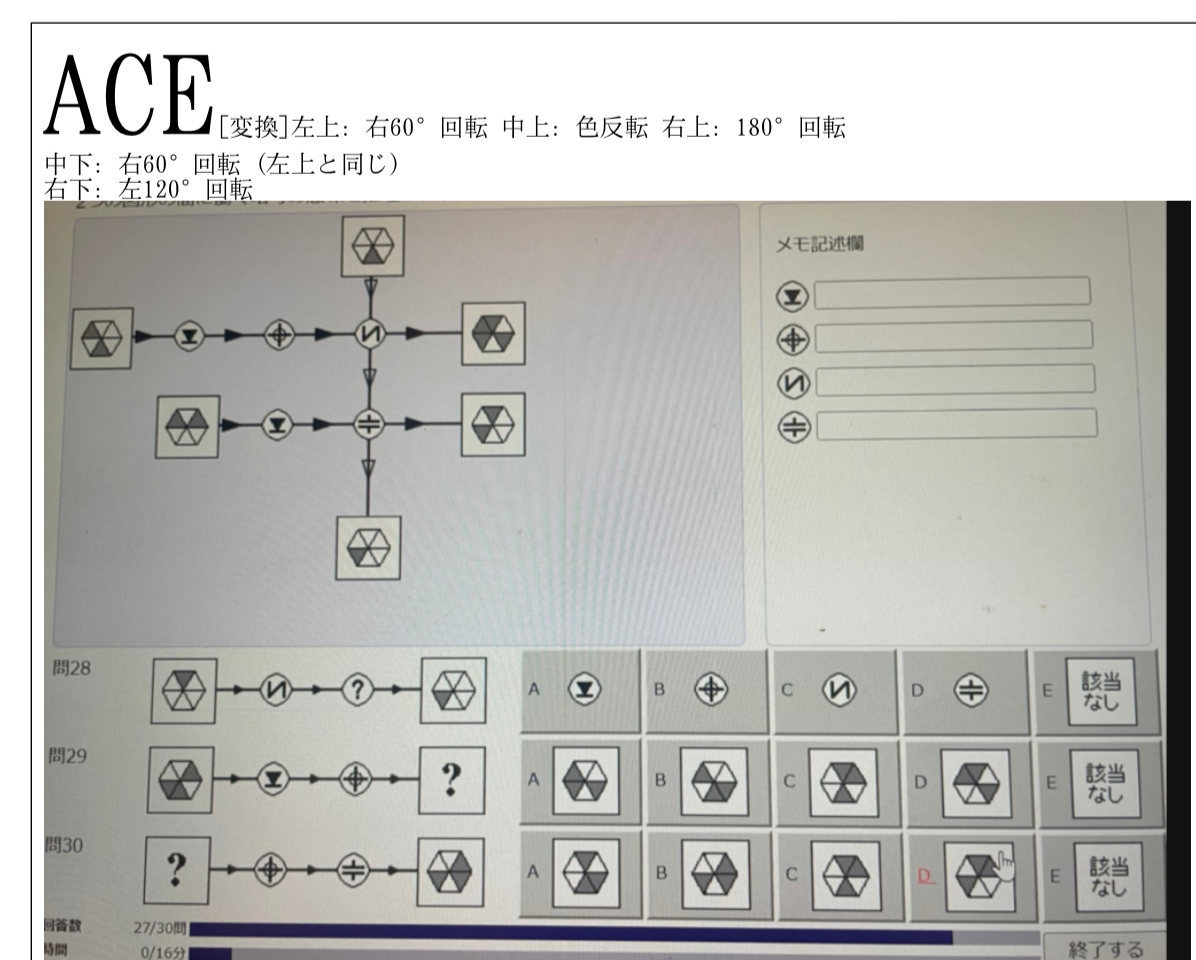 ACE[変換]左上: 右60° 回転 中上: 色反転 右上: 180° 回転
中下: 右60° 回転 (左上と同じ)
右下: 左120° 回転
メモ記述欄
問28
?
A
B
C
D
E 該当なし
問29
?
A
B
C
D
E 該当なし
問30
?
A
B
C
D
E 該当なし
回答数 27/30問
時間 0/16分
終了する